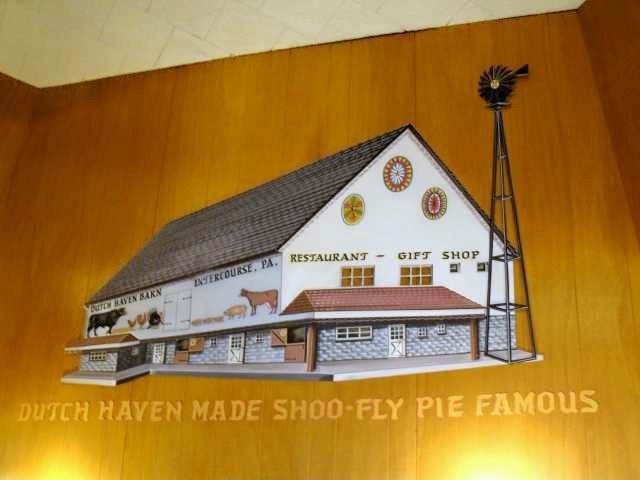 RESTAURANT - GIFT SHOP
DUTCH HAVEN BARN
INTERCOURSE, PA.
DUTCH HAVEN MADE SHOO-FLY PIE FAMOUS